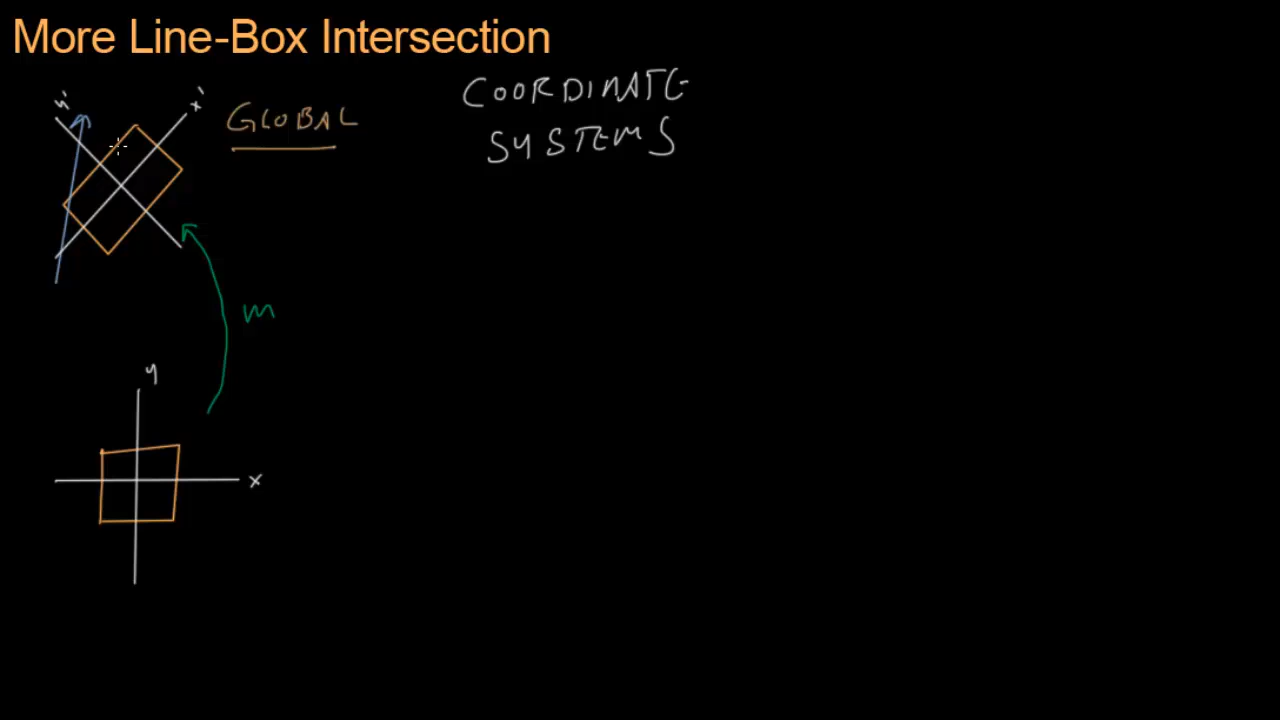 More Line-Box Intersection
y' x' GLOBAL
COORDINATE
SYSTEMS
m
y
x